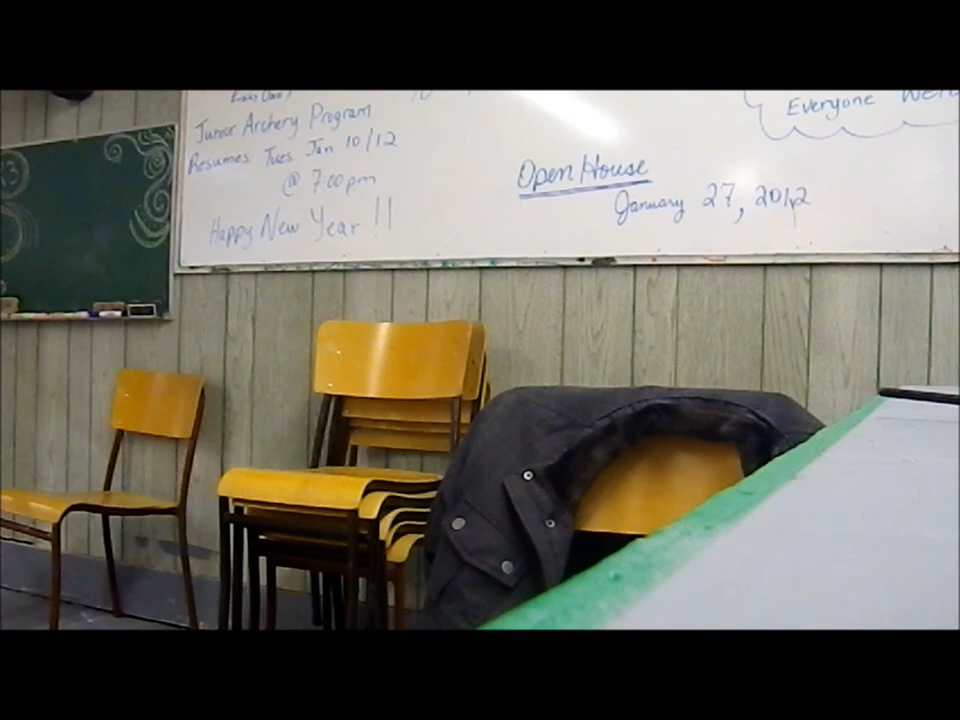 Junior Archery Program
Resumes Tues. Jan 10/12
@ 7:00pm
Happy New Year !!
Open House
January 27, 2012
Everyone